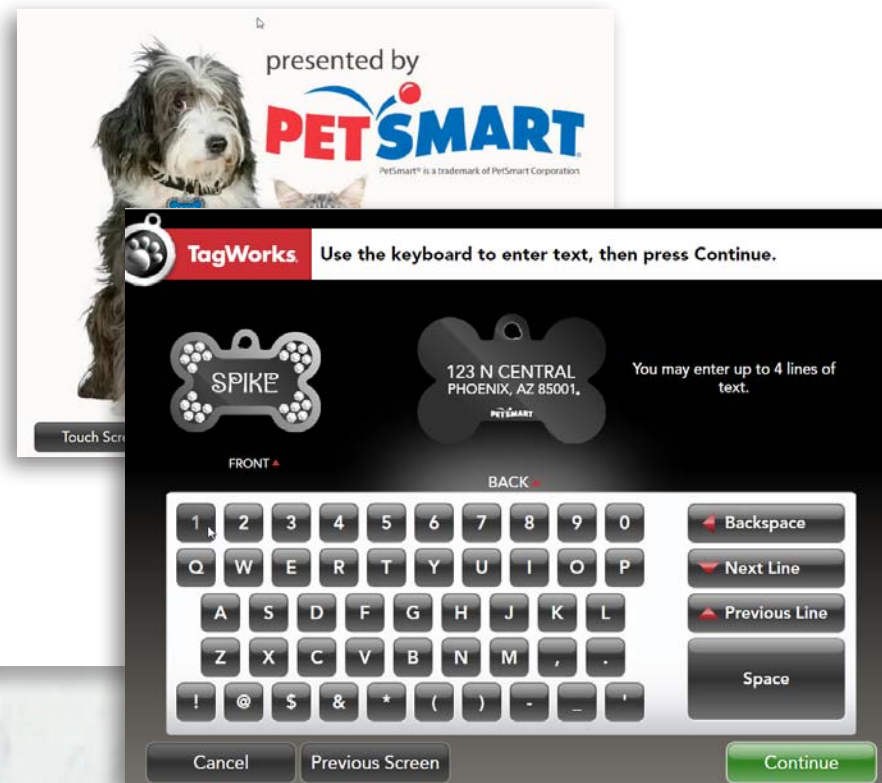 presented by
PETSMART
PetSmart® is a trademark of PetSmart Corporation
Touch Scre
TagWorks. Use the keyboard to enter text, then press Continue.
SPIKE
123 N CENTRAL
PHOENIX, AZ 85001.
PETSMART
You may enter up to 4 lines of
text.
FRONT
BACK
1 2 3 4 5 6 7 8 9 0 Backspace
Q W E R T Y U I O P Next Line
A S D F G H J K L Previous Line
Z X C V B N M , . Space
! @ $ & * ( ) - _ '
Cancel Previous Screen Continue